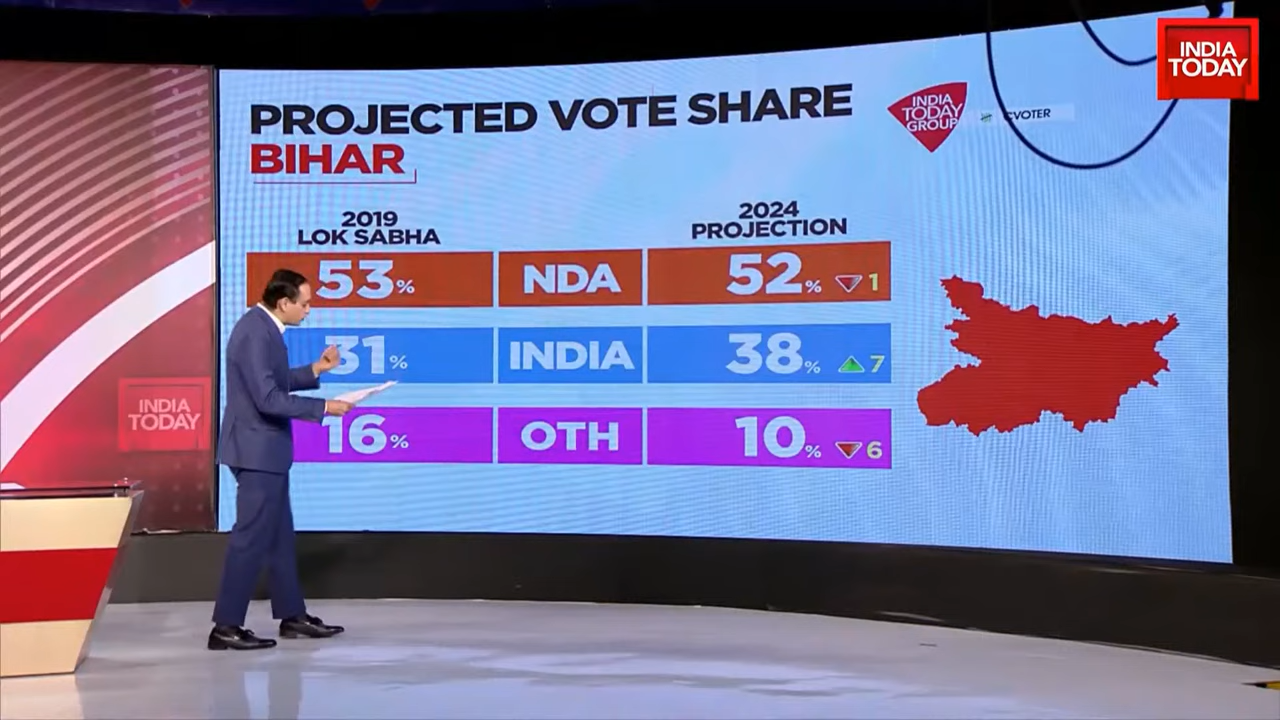 INDIA
TODAY
PROJECTED VOTE SHARE
BIHAR
INDIA
TODAY
GROUP
CVOTER
2019
LOK SABHA
2024
PROJECTION
53% NDA 52% 1
31% INDIA 38% 7
16% OTH 10% 6
INDIA
TODAY